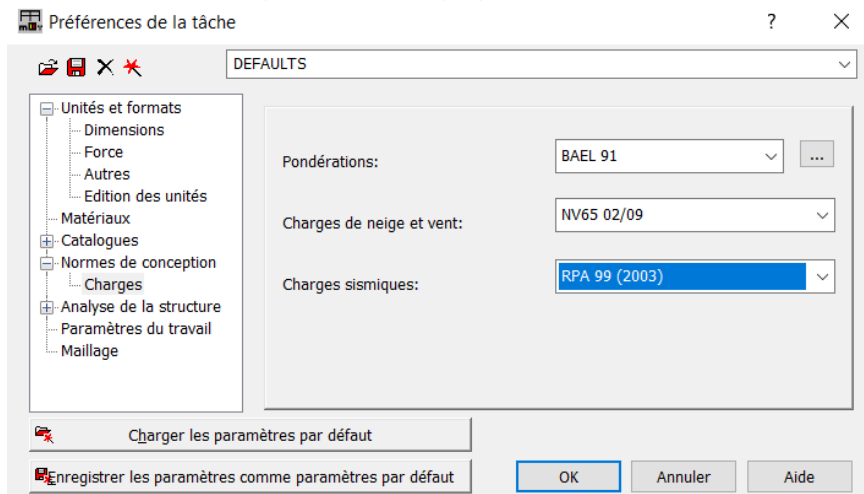 Préférences de la tâche
?
DEFAULTS
Unités et formats
Dimensions
Force
Autres
Edition des unités
Matériaux
Catalogues
Normes de conception
Charges
Analyse de la structure
Paramètres du travail
Maillage
Pondérations:
BAEL 91
...
Charges de neige et vent:
NV65 02/09
Charges sismiques:
RPA 99 (2003)
Charger les paramètres par défaut
Enregistrer les paramètres comme paramètres par défaut
OK
Annuler
Aide